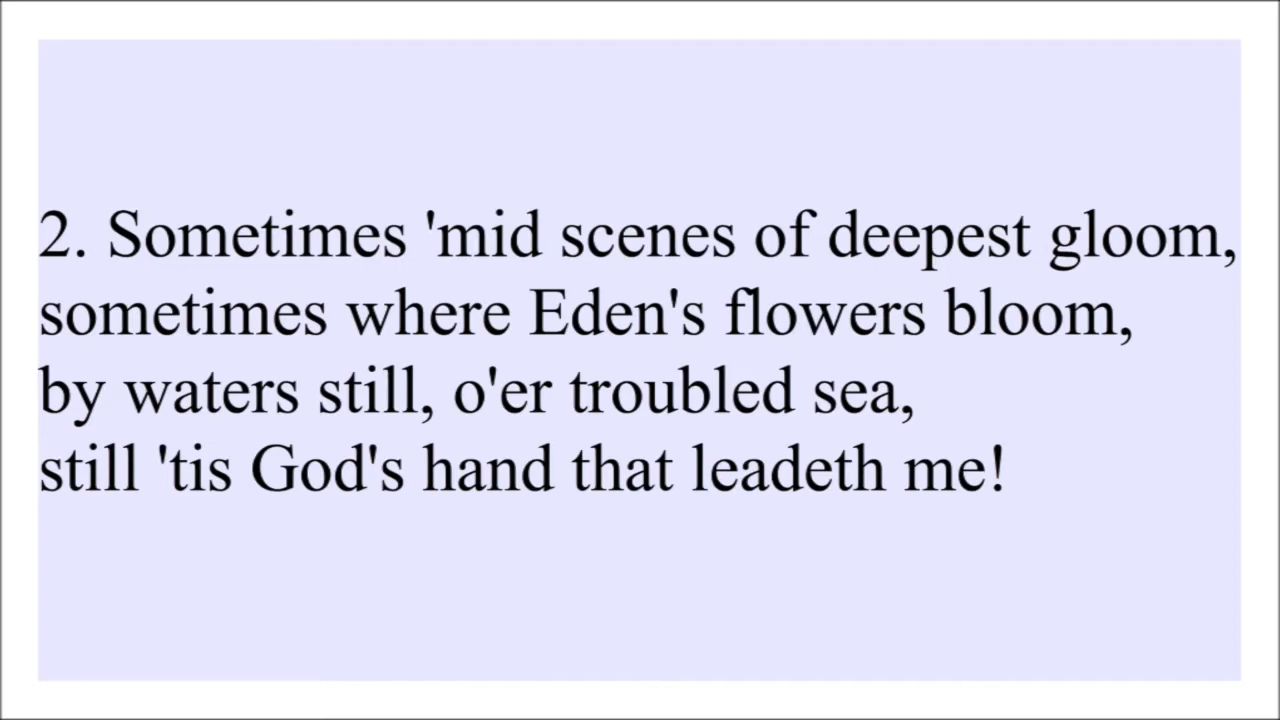 2. Sometimes 'mid scenes of deepest gloom,
sometimes where Eden's flowers bloom,
by waters still, o'er troubled sea,
still 'tis God's hand that leadeth me!